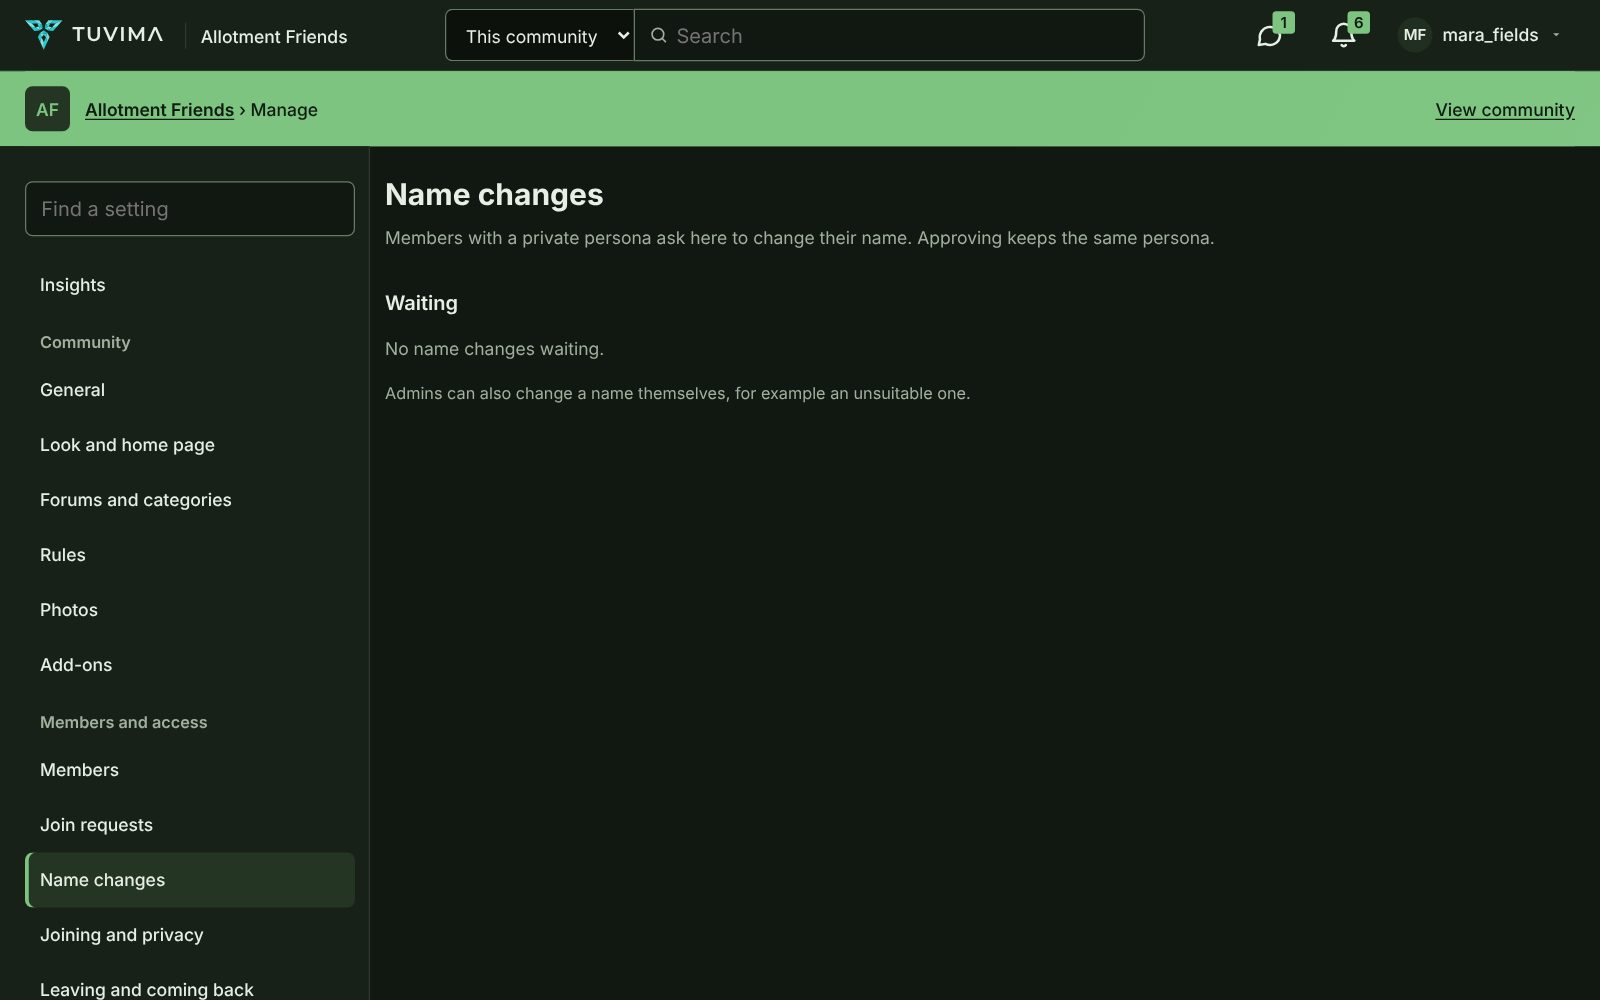 TUVIMA
Allotment Friends
This community
Search
1
6
MF
mara_fields
AF
Allotment Friends › Manage
View community
Find a setting
Insights
Community
General
Look and home page
Forums and categories
Rules
Photos
Add-ons
Members and access
Members
Join requests
Name changes
Joining and privacy
Leaving and coming back
Name changes
Members with a private persona ask here to change their name. Approving keeps the same persona.
Waiting
No name changes waiting.
Admins can also change a name themselves, for example an unsuitable one.